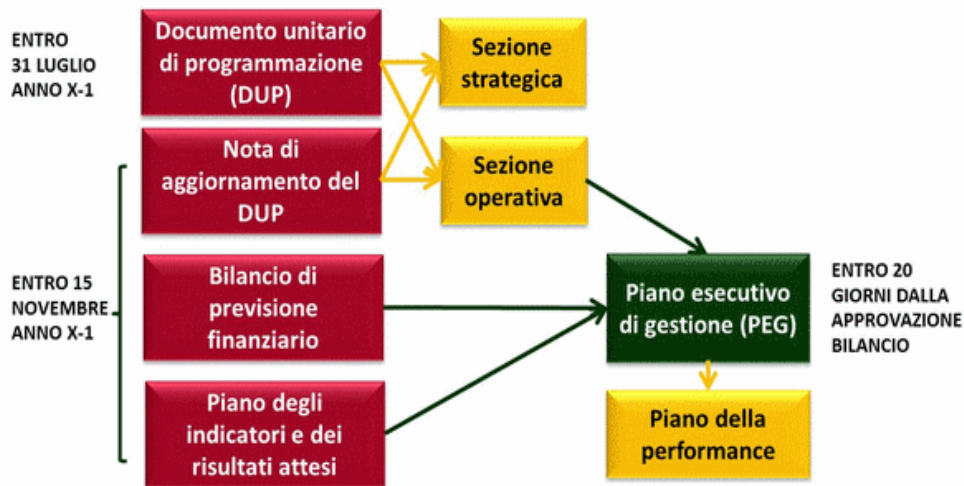 ENTRO
31 LUGLIO
ANNO X-1
Documento unitario
di programmazione
(DUP)
Sezione
strategica
Nota di
aggiornamento del
DUP
Sezione
operativa
ENTRO 15
NOVEMBRE
ANNO X-1
Bilancio di
previsione
finanziario
Piano esecutivo
di gestione (PEG)
ENTRO 20
GIORNI DALLA
APPROVAZIONE
BILANCIO
Piano degli
indicatori e dei
risultati attesi
Piano della
performance